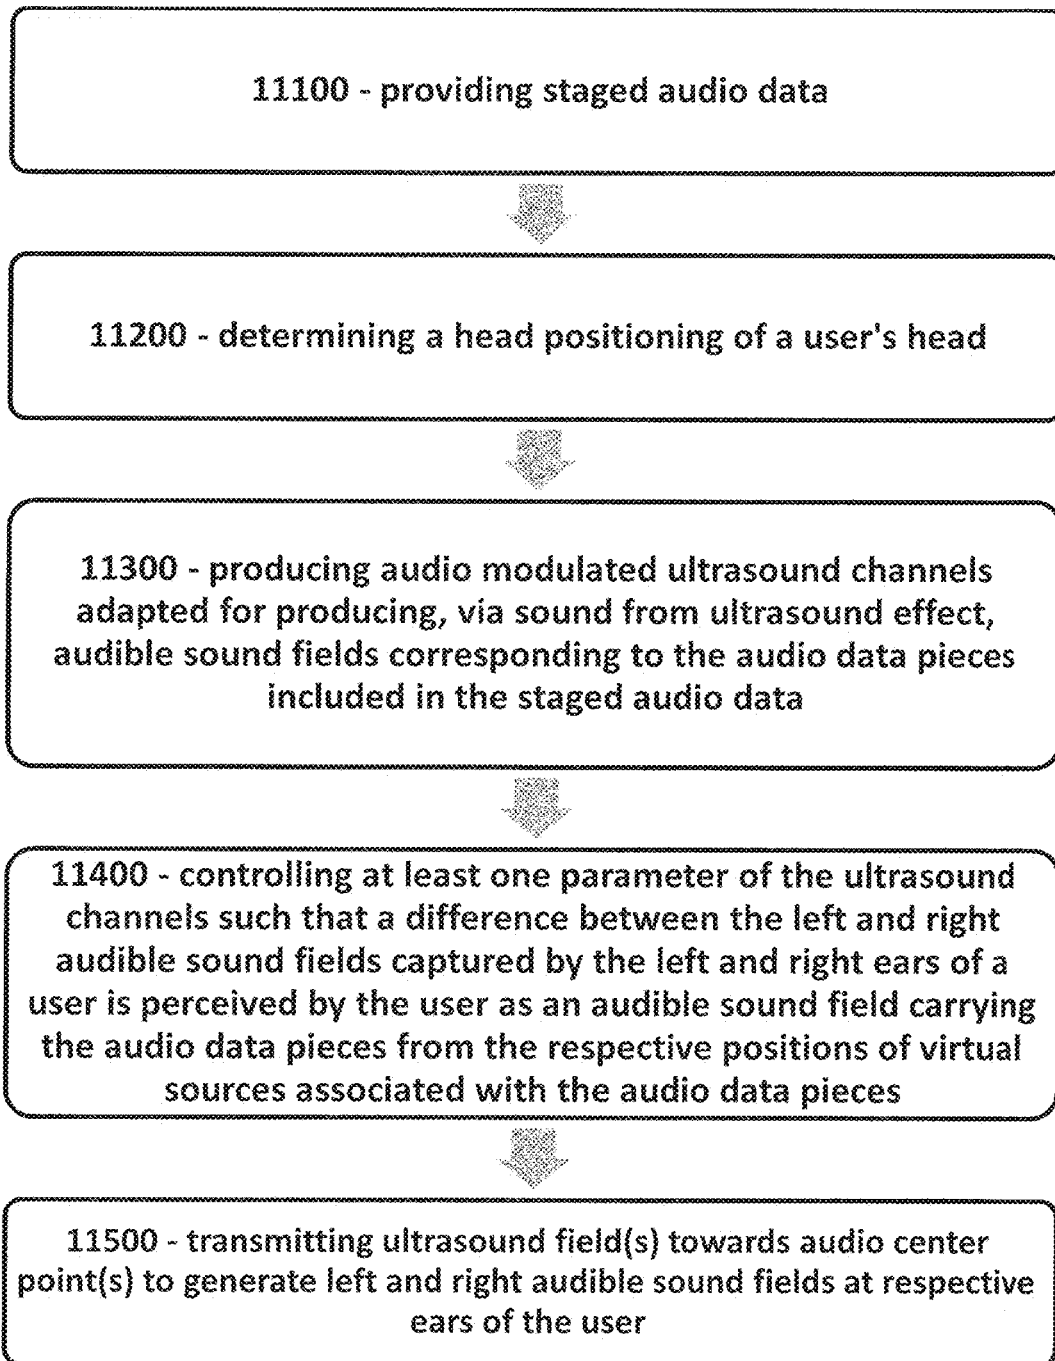 11100 - providing staged audio data
11200 - determining a head positioning of a user's head
11300 - producing audio modulated ultrasound channels
adapted for producing, via sound from ultrasound effect,
audible sound fields corresponding to the audio data pieces
included in the staged audio data
11400 - controlling at least one parameter of the ultrasound
channels such that a difference between the left and right
audible sound fields captured by the left and right ears of a
user is perceived by the user as an audible sound field carrying
the audio data pieces from the respective positions of virtual
sources associated with the audio data pieces
11500 - transmitting ultrasound field(s) towards audio center
point(s) to generate left and right audible sound fields at respective
ears of the user